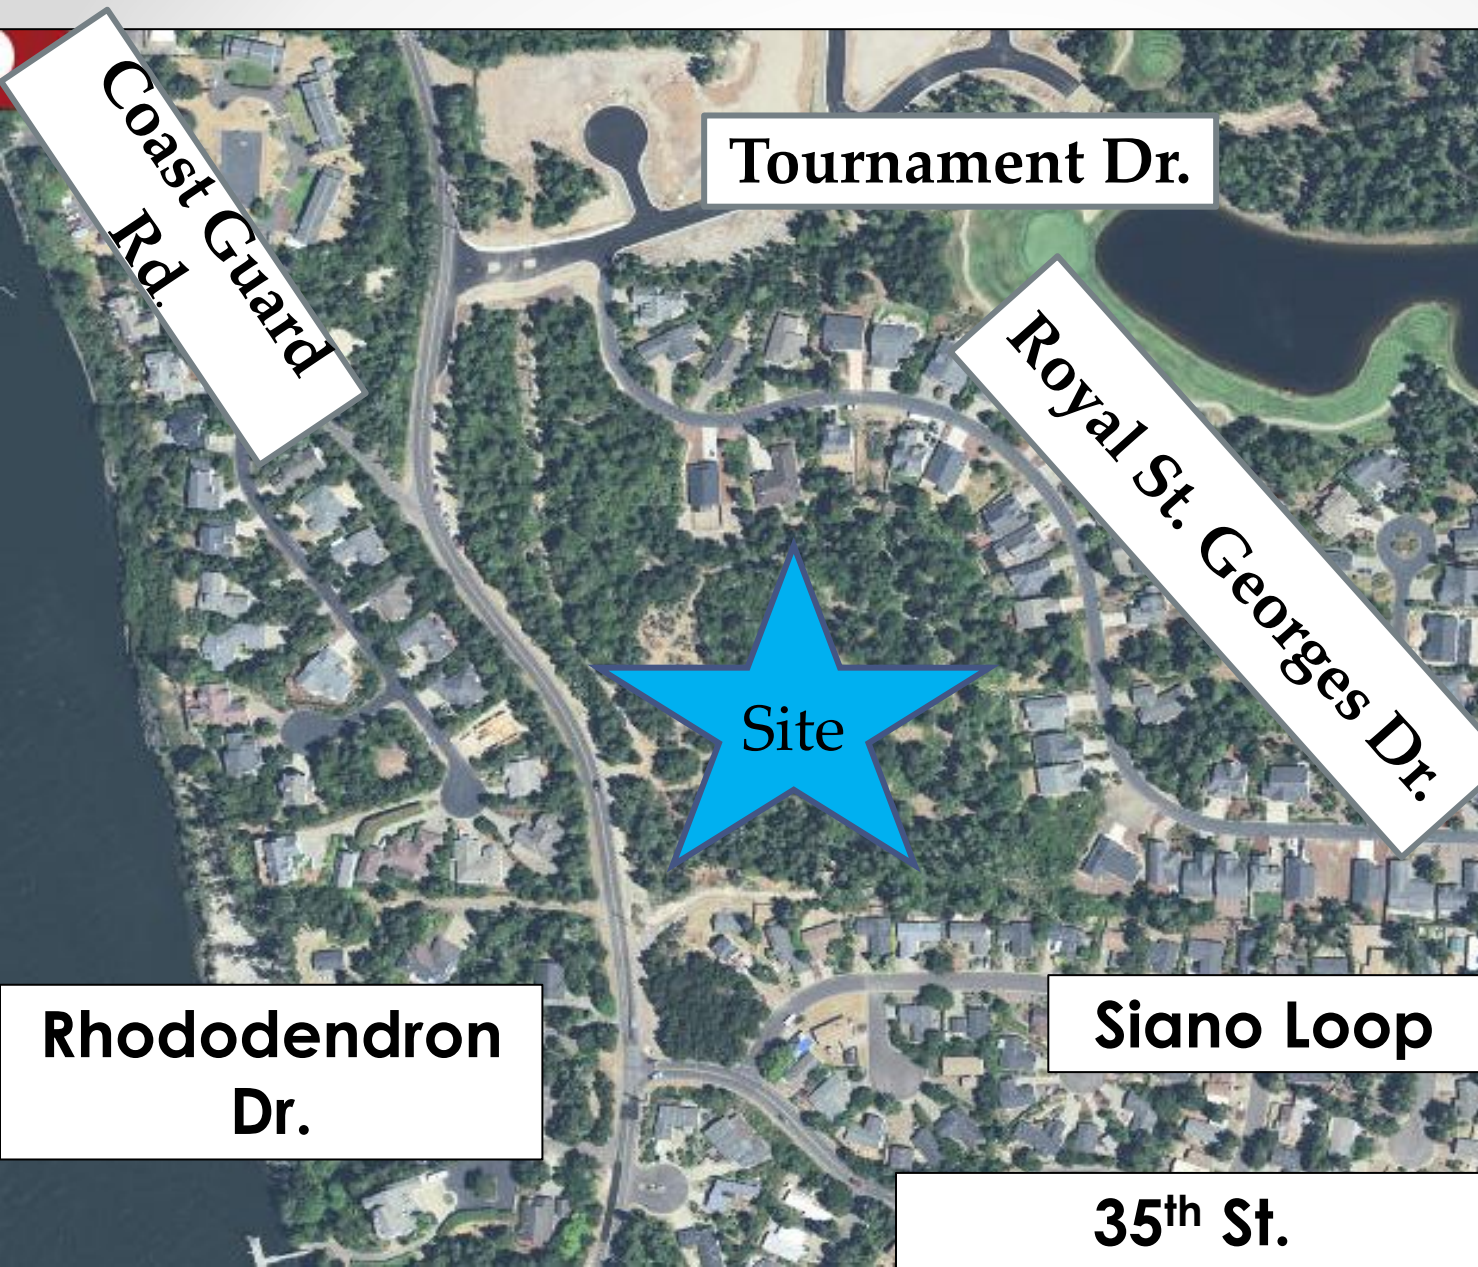 Coast Guard
Rd.
Tournament Dr.
Royal St. Georges Dr.
Site
Rhododendron
Dr.
Siano Loop
35th St.